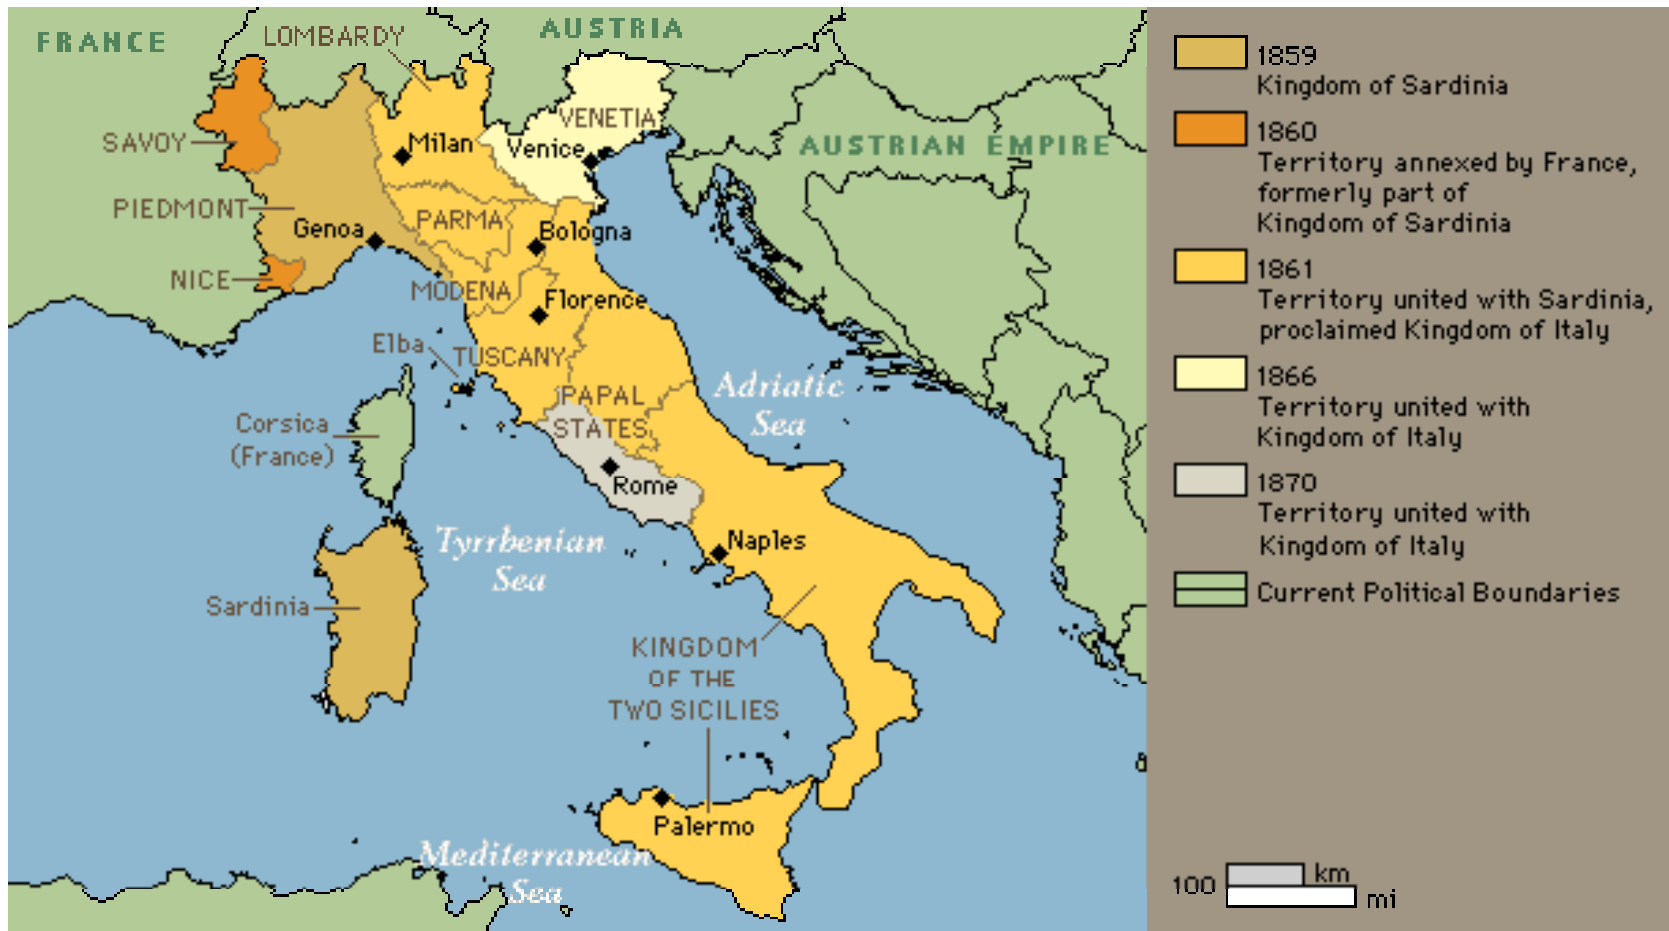 FRANCE
LOMBARDY
AUSTRIA
VENETIA
SAVOY
Milan
Venice
AUSTRIAN EMPIRE
PIEDMONT
PARMA
Genoa
Bologna
NICE
MODENA
Florence
Elba
TUSCANY
PAPAL
STATES
Adriatic
Sea
Corsica
(France)
Rome
Tyrrhenian
Sea
Naples
Sardinia
KINGDOM
OF THE
TWO SICILIES
Palermo
Mediterranean
Sea
1859
Kingdom of Sardinia
1860
Territory annexed by France,
formerly part of
Kingdom of Sardinia
1861
Territory united with Sardinia,
proclaimed Kingdom of Italy
1866
Territory united with
Kingdom of Italy
1870
Territory united with
Kingdom of Italy
Current Political Boundaries
100 km
mi